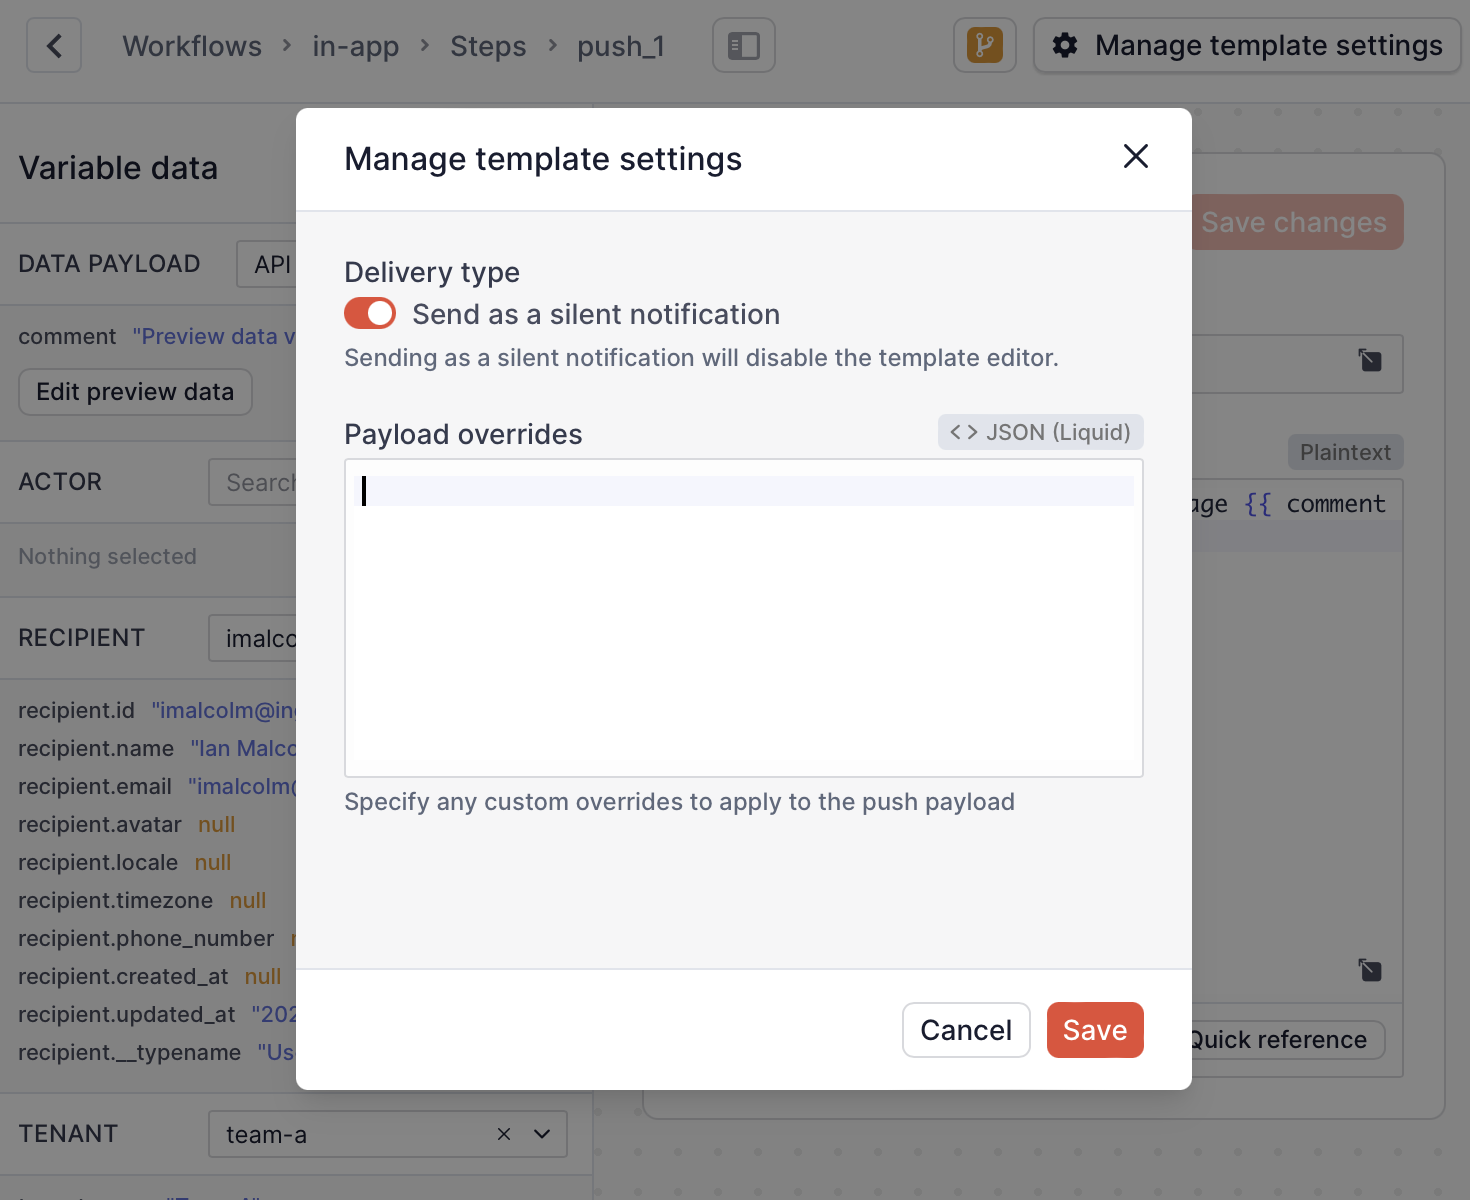 Workflows > in-app > Steps > push_1
Manage template settings
Variable data
DATA PAYLOAD API
comment "Preview data v
Edit preview data
ACTOR Search
Nothing selected
RECIPIENT imalco
recipient.id "imalcolm@in
recipient.name "Ian Malco
recipient.email "imalcolm@
recipient.avatar null
recipient.locale null
recipient.timezone null
recipient.phone_number
recipient.created_at null
recipient.updated_at "202
recipient.__typename "Us
TENANT team-a
Manage template settings
Delivery type
Send as a silent notification
Sending as a silent notification will disable the template editor.
Payload overrides
<> JSON (Liquid)
Specify any custom overrides to apply to the push payload
Cancel Save
Save changes
Plaintext
age {{ comment
Quick reference